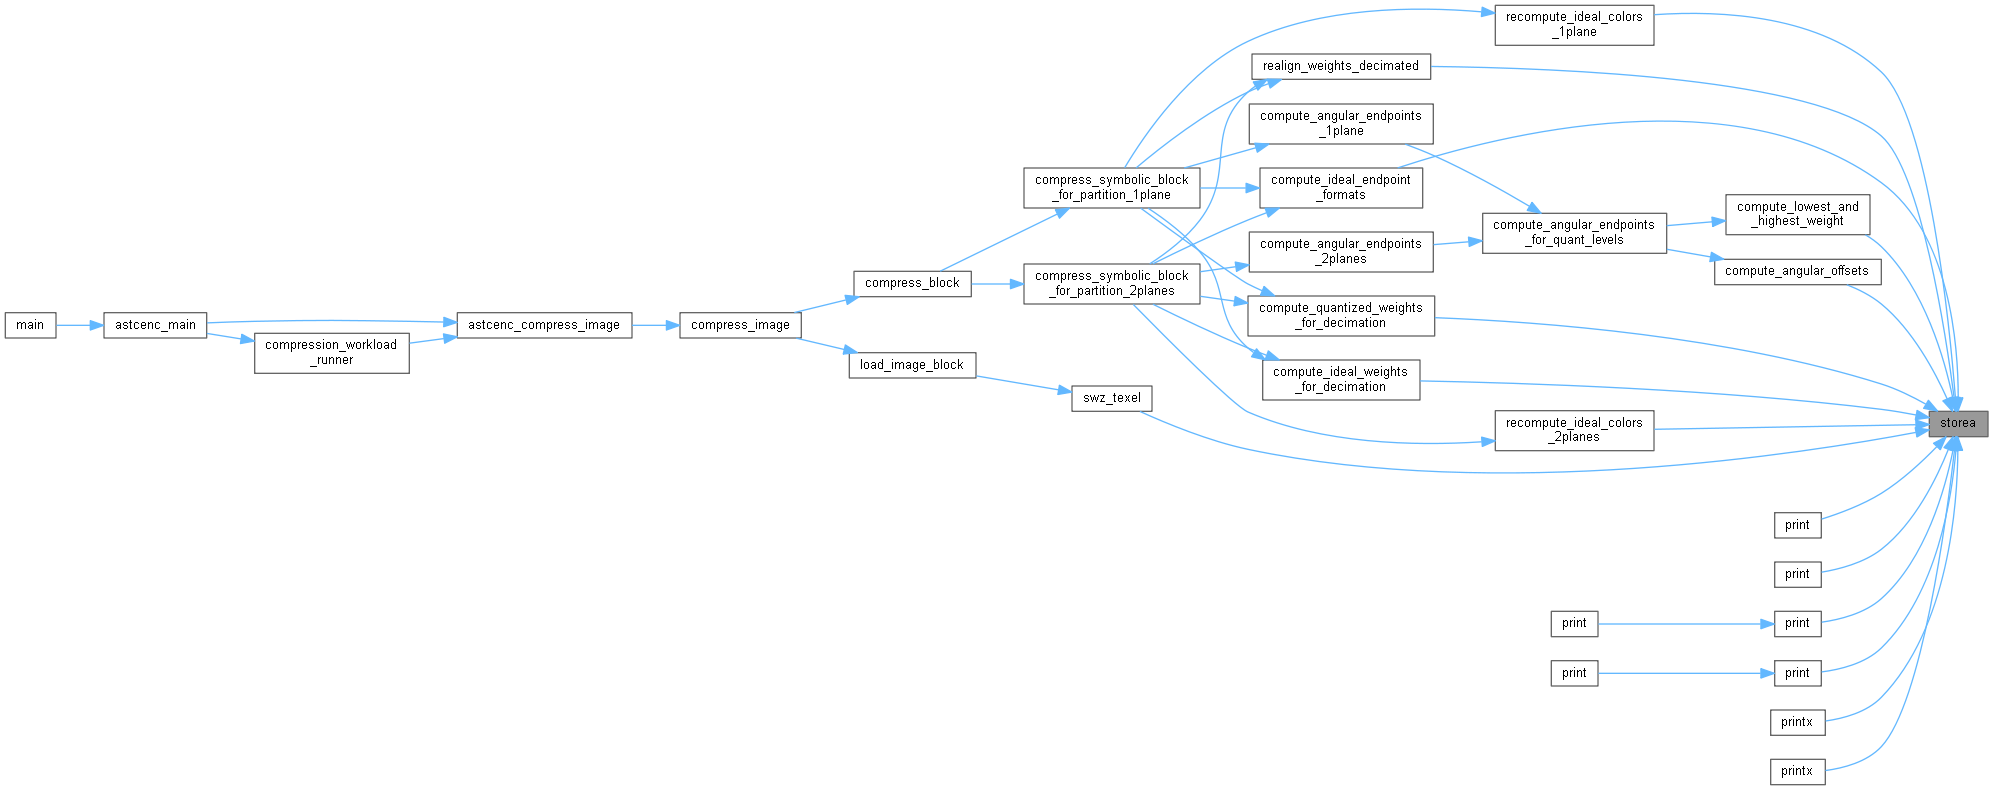 main
astcenc_main
compression_workload
_runner
astcenc_compress_image
compress_image
compress_block
load_image_block
compress_symbolic_block
_for_partition_1plane
compress_symbolic_block
_for_partition_2planes
swz_texel
realign_weights_decimated
compute_angular_endpoints
_1plane
compute_ideal_endpoint
_formats
compute_angular_endpoints
_2planes
compute_quantized_weights
_for_decimation
compute_ideal_weights
_for_decimation
recompute_ideal_colors
_1plane
compute_angular_endpoints
_for_quant_levels
recompute_ideal_colors
_2planes
print
print
compute_lowest_and
_highest_weight
compute_angular_offsets
print
print
print
print
printx
printx
storea